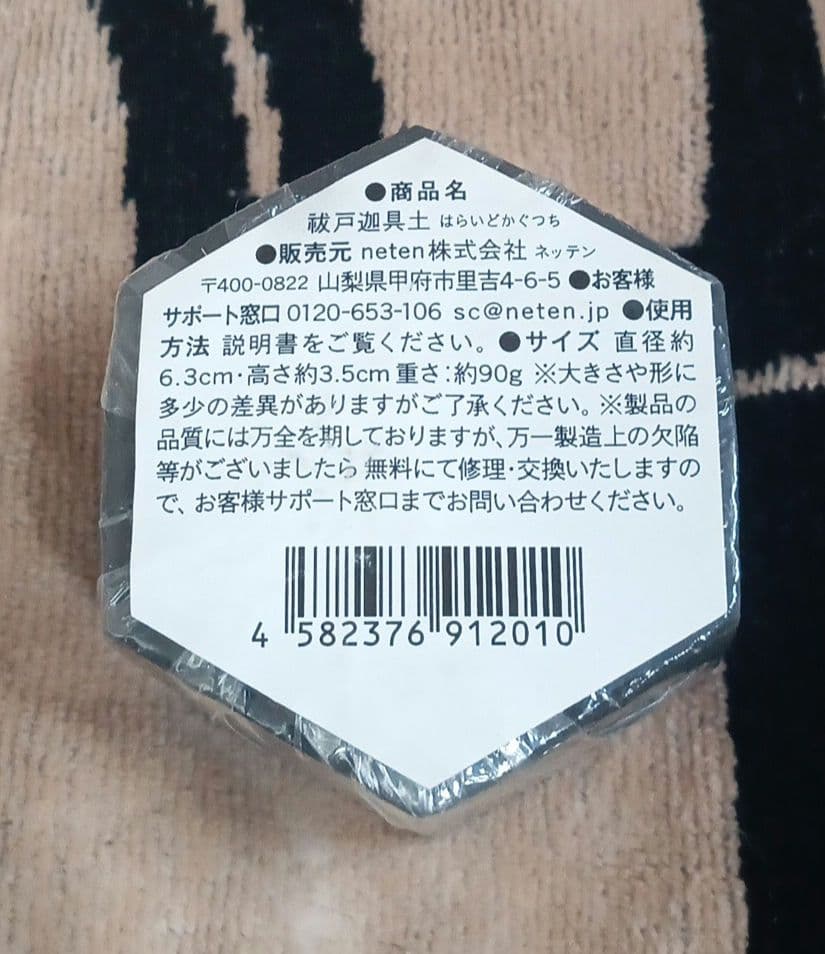 ●商品名
祓戸迦具土 はらいどかぐつち
●販売元 neten株式会社 ネッテン
〒400-0822 山梨県甲府市里吉4-6-5 ●お客様
サポート窓口 0120-653-106 sc@neten.jp ●使用
方法 説明書をご覧ください。●サイズ 直径約
6.3cm・高さ約3.5cm 重さ：約90g ※大きさや形に
多少の差異がありますがご了承ください。※製品の
品質には万全を期しておりますが、万一製造上の欠陥
等がございましたら 無料にて修理・交換いたしますの
で、お客様サポート窓口までお問い合わせください。
4 582376 912010